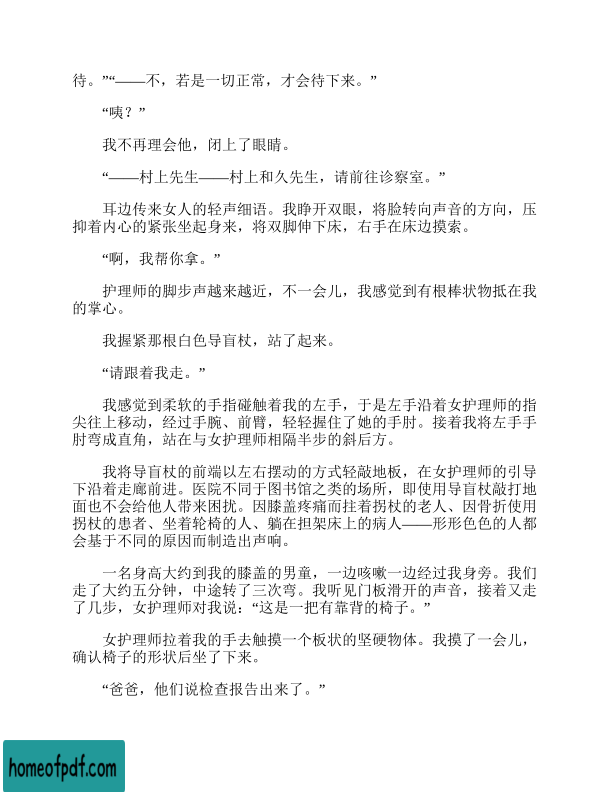 待。”“——不，若是一切正常，才会待下来。”
“咦？”
我不再理会他，闭上了眼睛。
“——村上先生——村上和久先生，请前往诊察室。”
耳边传来女人的轻声细语。我睁开双眼，将脸转向声音的方向，压
抑着内心的紧张坐起身来，将双脚伸下床，右手在床边摸索。
“啊，我帮你拿。”
护理师的脚步声越来越近，不一会儿，我感觉到有根棒状物抵在我
的掌心。
我握紧那根白色导盲杖，站了起来。
“请跟着我走。”
我感觉到柔软的手指碰触着我的左手，于是左手沿着女护理师的指
尖往上移动，经过手腕、前臂，轻轻握住了她的手肘。接着我将左手手
肘弯成直角，站在与女护理师相隔半步的斜后方。
我将导盲杖的前端以左右摆动的方式轻敲地板，在女护理师的引导
下沿着走廊前进。医院不同于图书馆之类的场所，即使用导盲杖敲打地
面也不会给他人带来困扰。因膝盖疼痛而拄着拐杖的老人、因骨折使用
拐杖的患者、坐着轮椅的人、躺在担架床上的病人——形形色色的人都
会基于不同的原因而制造出声响。
一名身高大约到我的膝盖的男童，一边咳嗽一边经过我身旁。我们
走了大约五分钟，中途转了三次弯。我听见门板滑开的声音，接着又走
了几步，女护理师对我说：“这是一把有靠背的椅子。”
女护理师拉着我的手去触摸一个板状的坚硬物体。我摸了一会儿，
确认椅子的形状后坐了下来。
“爸爸，他们说检查报告出来了。”
homeofpdf.com